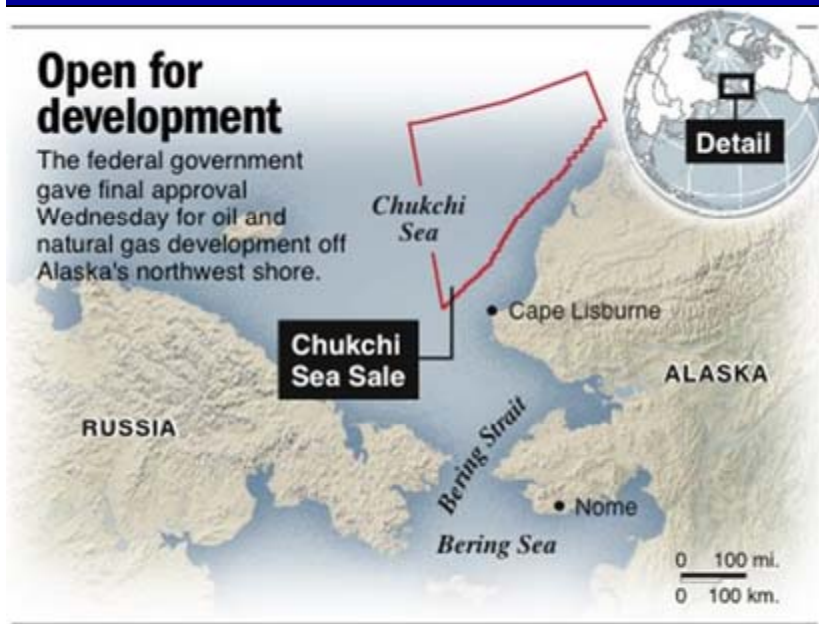 Open for
development
The federal government
gave final approval
Wednesday for oil and
natural gas development off
Alaska's northwest shore.
Detail
Chukchi
Sea
Cape Lisburne
Chukchi
Sea Sale
ALASKA
RUSSIA
Bering Strait
Nome
Bering Sea
0 100 mi.
0 100 km.